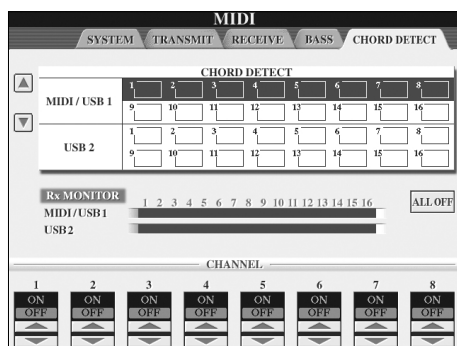 MIDI
SYSTEM TRANSMIT RECEIVE BASS CHORD DETECT
CHORD DETECT
MIDI / USB 1
1 2 3 4 5 6 7 8
9 10 11 12 13 14 15 16
USB 2
1 2 3 4 5 6 7 8
9 10 11 12 13 14 15 16
Rx MONITOR
1 2 3 4 5 6 7 8 9 10 11 12 13 14 15 16
ALL OFF
MIDI/USB1
USB2
CHANNEL
1 2 3 4 5 6 7 8
ON ON ON ON ON ON ON ON
OFF OFF OFF OFF OFF OFF OFF OFF